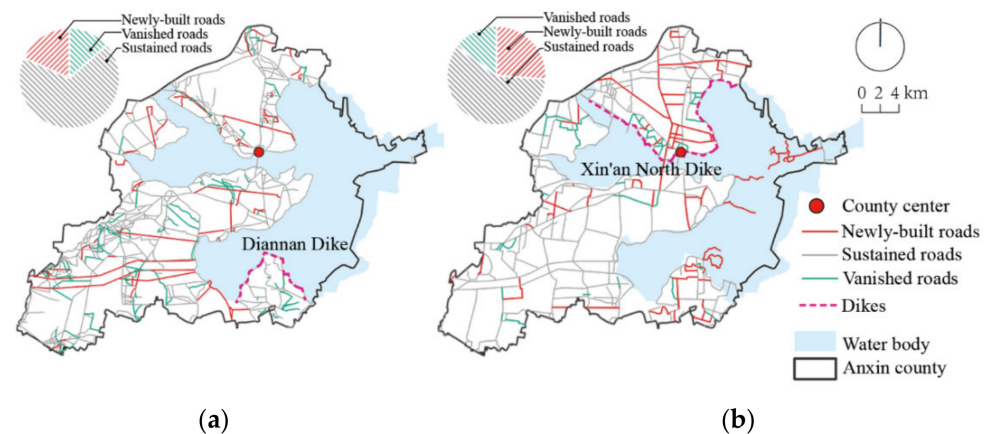 Newly-built roads
Vanished roads
Sustained roads
Diannan Dike
(a)
Vanished roads
Newly-built roads
Sustained roads
Xin'an North Dike
(b)
0 2 4 km
County center
Newly-built roads
Sustained roads
Vanished roads
Dikes
Water body
Anxin county